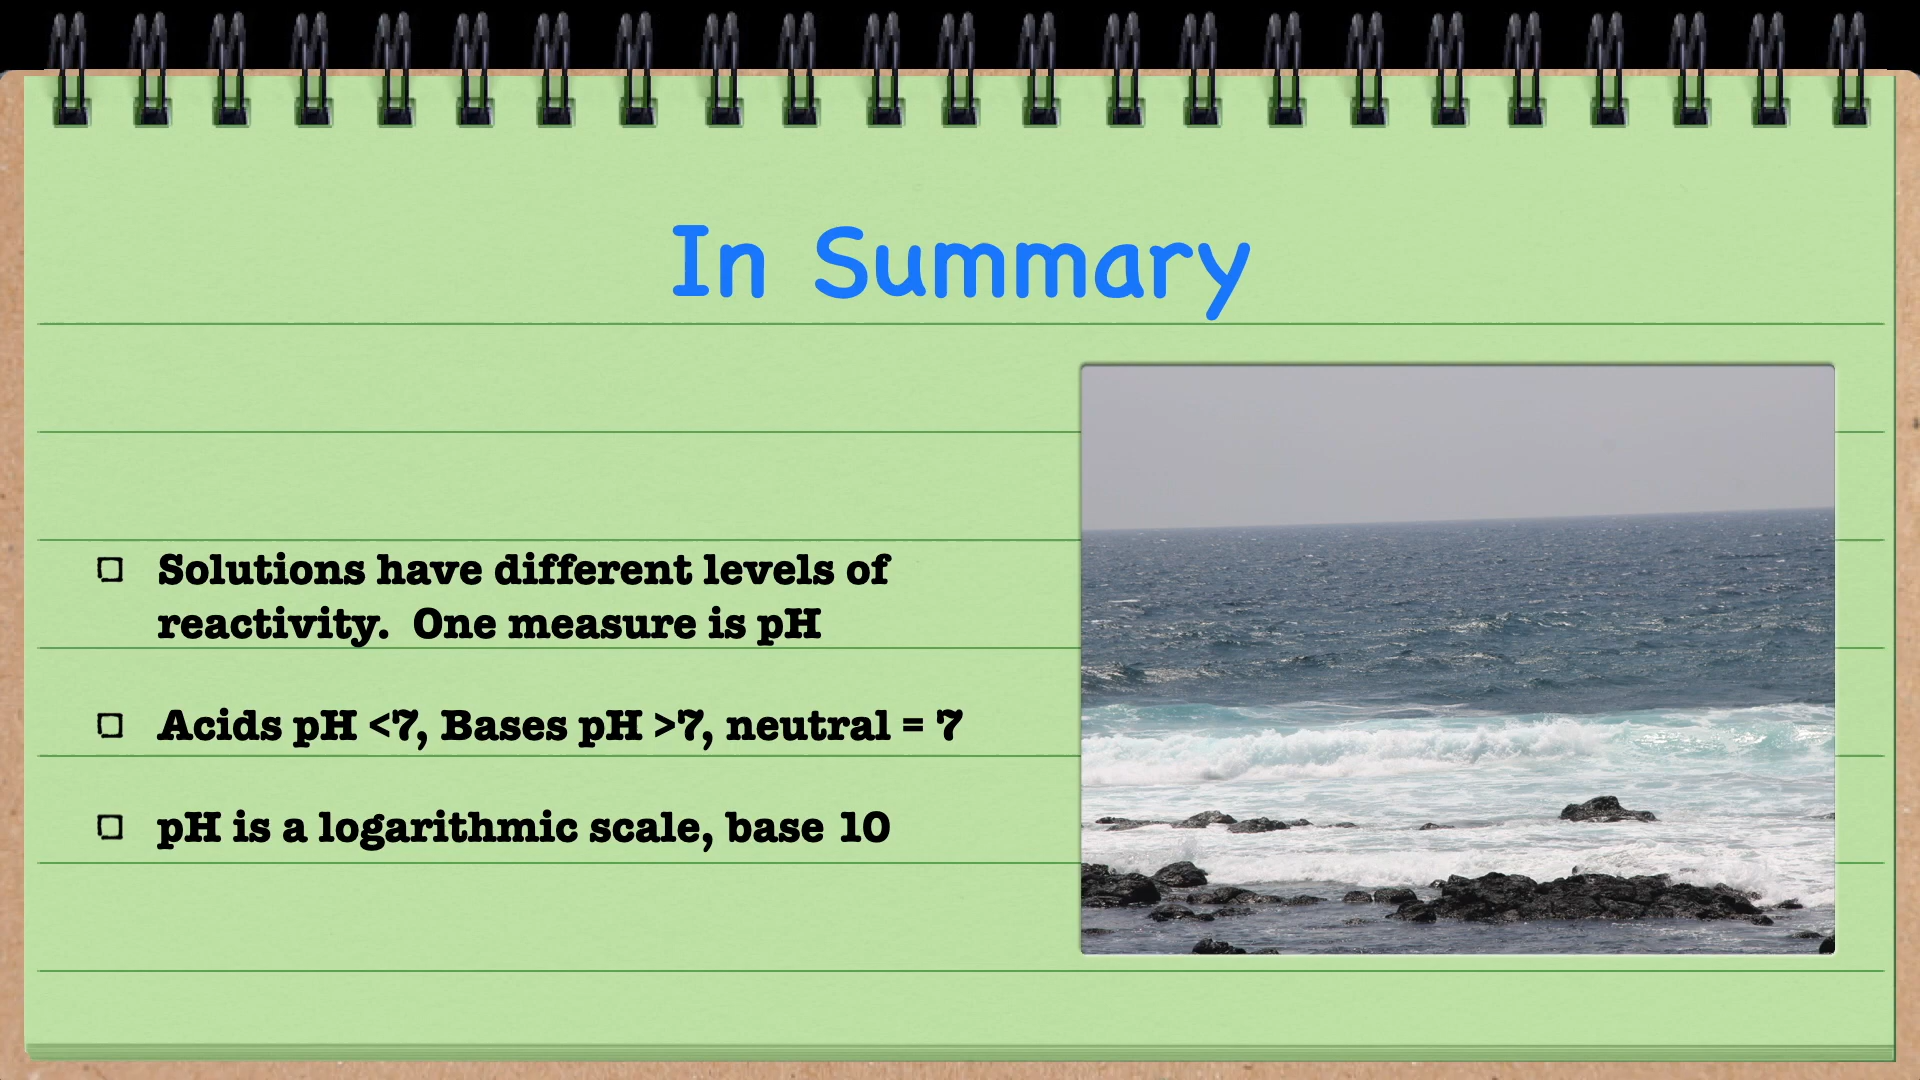 In Summary
Solutions have different levels of
reactivity.  One measure is pH
Acids pH <7, Bases pH >7, neutral = 7
pH is a logarithmic scale, base 10